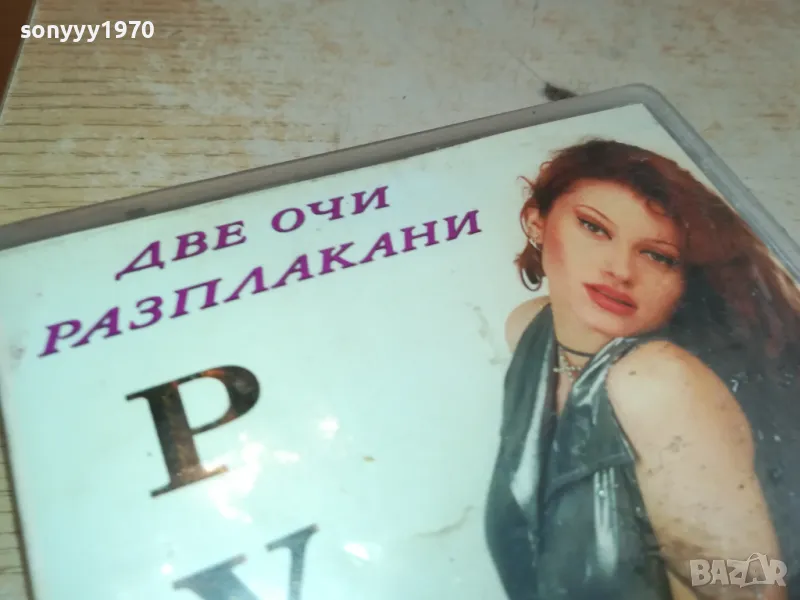 sonyyy1970
ДВЕ ОЧИ
РАЗПЛАКАНИ
Р
У
BAZAR